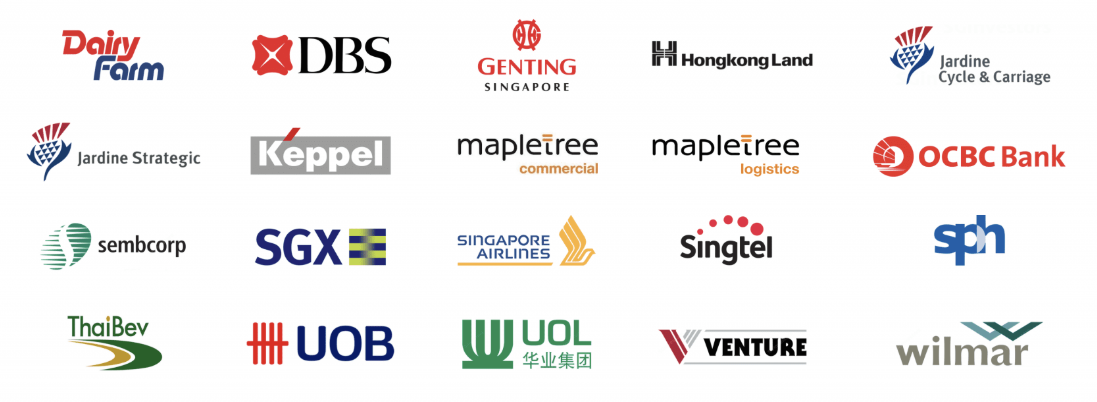 Dairy
Farm
DBS
GENTING
SINGAPORE
Hongkong Land
Jardine
Cycle & Carriage
Jardine Strategic
Keppel
mapletree
commercial
mapletree
logistics
OCBC Bank
sembcorp
SGX
SINGAPORE
AIRLINES
Singtel
sph
ThaiBev
UOB
UOL
华业集团
VENTURE
wilmar